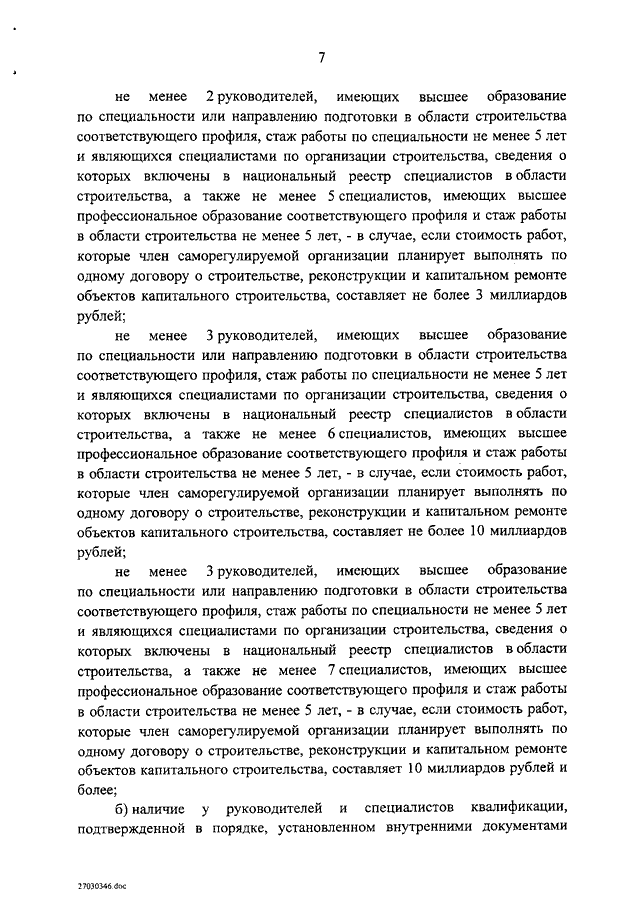 7
не менее 2 руководителей, имеющих высшее образование
по специальности или направлению подготовки в области строительства
соответствующего профиля, стаж работы по специальности не менее 5 лет
и являющихся специалистами по организации строительства, сведения о
которых включены в национальный реестр специалистов в области
строительства, а также не менее 5 специалистов, имеющих высшее
профессиональное образование соответствующего профиля и стаж работы
в области строительства не менее 5 лет, - в случае, если стоимость работ,
которые член саморегулируемой организации планирует выполнять по
одному договору о строительстве, реконструкции и капитальном ремонте
объектов капитального строительства, составляет не более 3 миллиардов
рублей;
не менее 3 руководителей, имеющих высшее образование
по специальности или направлению подготовки в области строительства
соответствующего профиля, стаж работы по специальности не менее 5 лет
и являющихся специалистами по организации строительства, сведения о
которых включены в национальный реестр специалистов в области
строительства, а также не менее 6 специалистов, имеющих высшее
профессиональное образование соответствующего профиля и стаж работы
в области строительства не менее 5 лет, - в случае, если стоимость работ,
которые член саморегулируемой организации планирует выполнять по
одному договору о строительстве, реконструкции и капитальном ремонте
объектов капитального строительства, составляет не более 10 миллиардов
рублей;
не менее 3 руководителей, имеющих высшее образование
по специальности или направлению подготовки в области строительства
соответствующего профиля, стаж работы по специальности не менее 5 лет
и являющихся специалистами по организации строительства, сведения о
которых включены в национальный реестр специалистов в области
строительства, а также не менее 7 специалистов, имеющих высшее
профессиональное образование соответствующего профиля и стаж работы
в области строительства не менее 5 лет, - в случае, если стоимость работ,
которые член саморегулируемой организации планирует выполнять по
одному договору о строительстве, реконструкции и капитальном ремонте
объектов капитального строительства, составляет 10 миллиардов рублей и
более;
б) наличие у руководителей и специалистов квалификации,
подтвержденной в порядке, установленном внутренними документами
27030346.doc